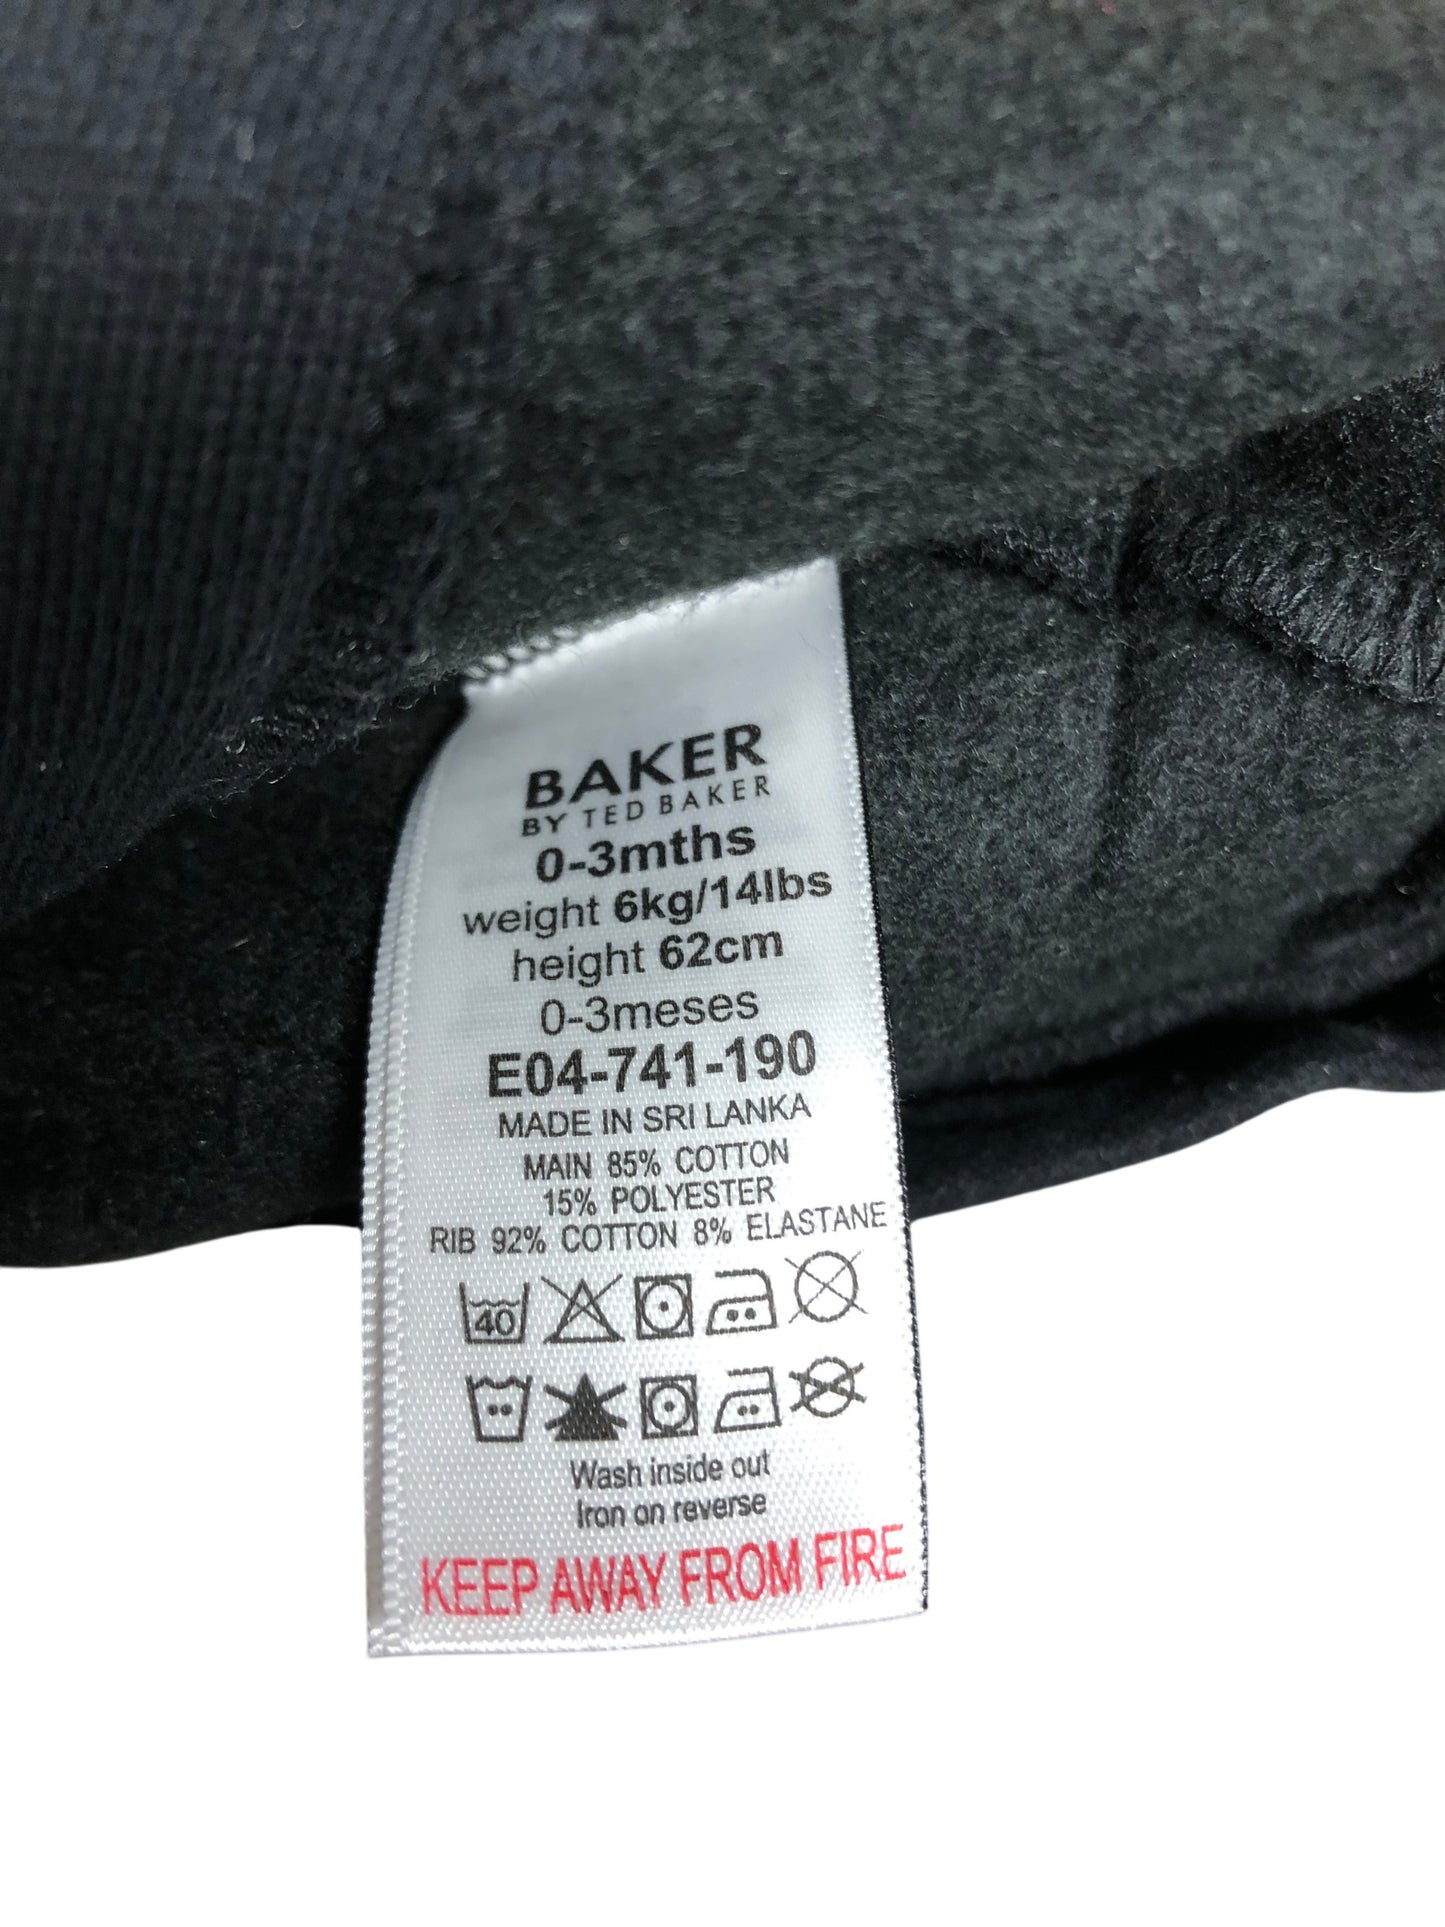 BAKER
BY TED BAKER
0-3mths
weight 6kg/14lbs
height 62cm
0-3meses
E04-741-190
MADE IN SRI LANKA
MAIN 85% COTTON
15% POLYESTER
RIB 92% COTTON 8% ELASTANE
40
Wash inside out
Iron on reverse
KEEP AWAY FROM FIRE